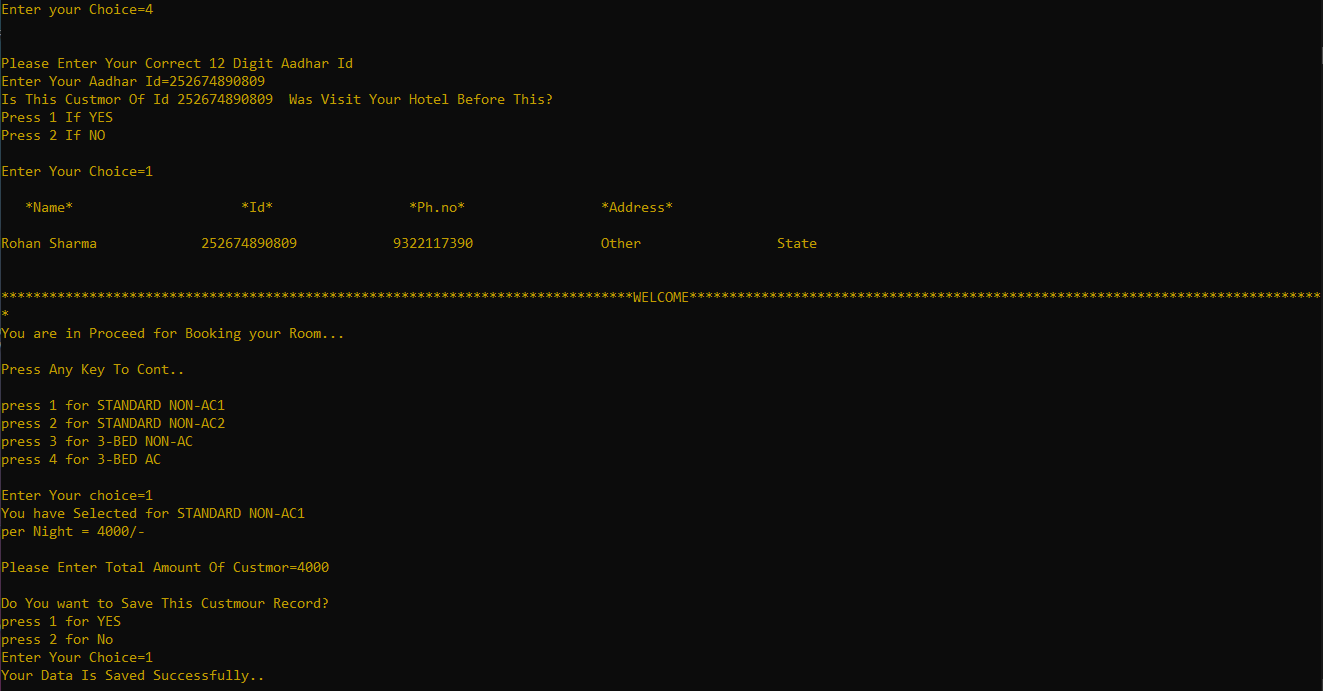 Enter your Choice=4
Please Enter Your Correct 12 Digit Aadhar Id
Enter Your Aadhar Id=252674890809
Is This Custmor Of Id 252674890809  Was Visit Your Hotel Before This?
Press 1 If YES
Press 2 If NO
Enter Your Choice=1
*Name* *Id* *Ph.no* *Address*
Rohan Sharma 252674890809 9322117390 Other State
*******************************************************************************WELCOME*******************************************************************************
*
You are in Proceed for Booking your Room...
Press Any Key To Cont..
press 1 for STANDARD NON-AC1
press 2 for STANDARD NON-AC2
press 3 for 3-BED NON-AC
press 4 for 3-BED AC
Enter Your choice=1
You have Selected for STANDARD NON-AC1
per Night = 4000/-
Please Enter Total Amount Of Custmor=4000
Do You want to Save This Custmour Record?
press 1 for YES
press 2 for No
Enter Your Choice=1
Your Data Is Saved Successfully..